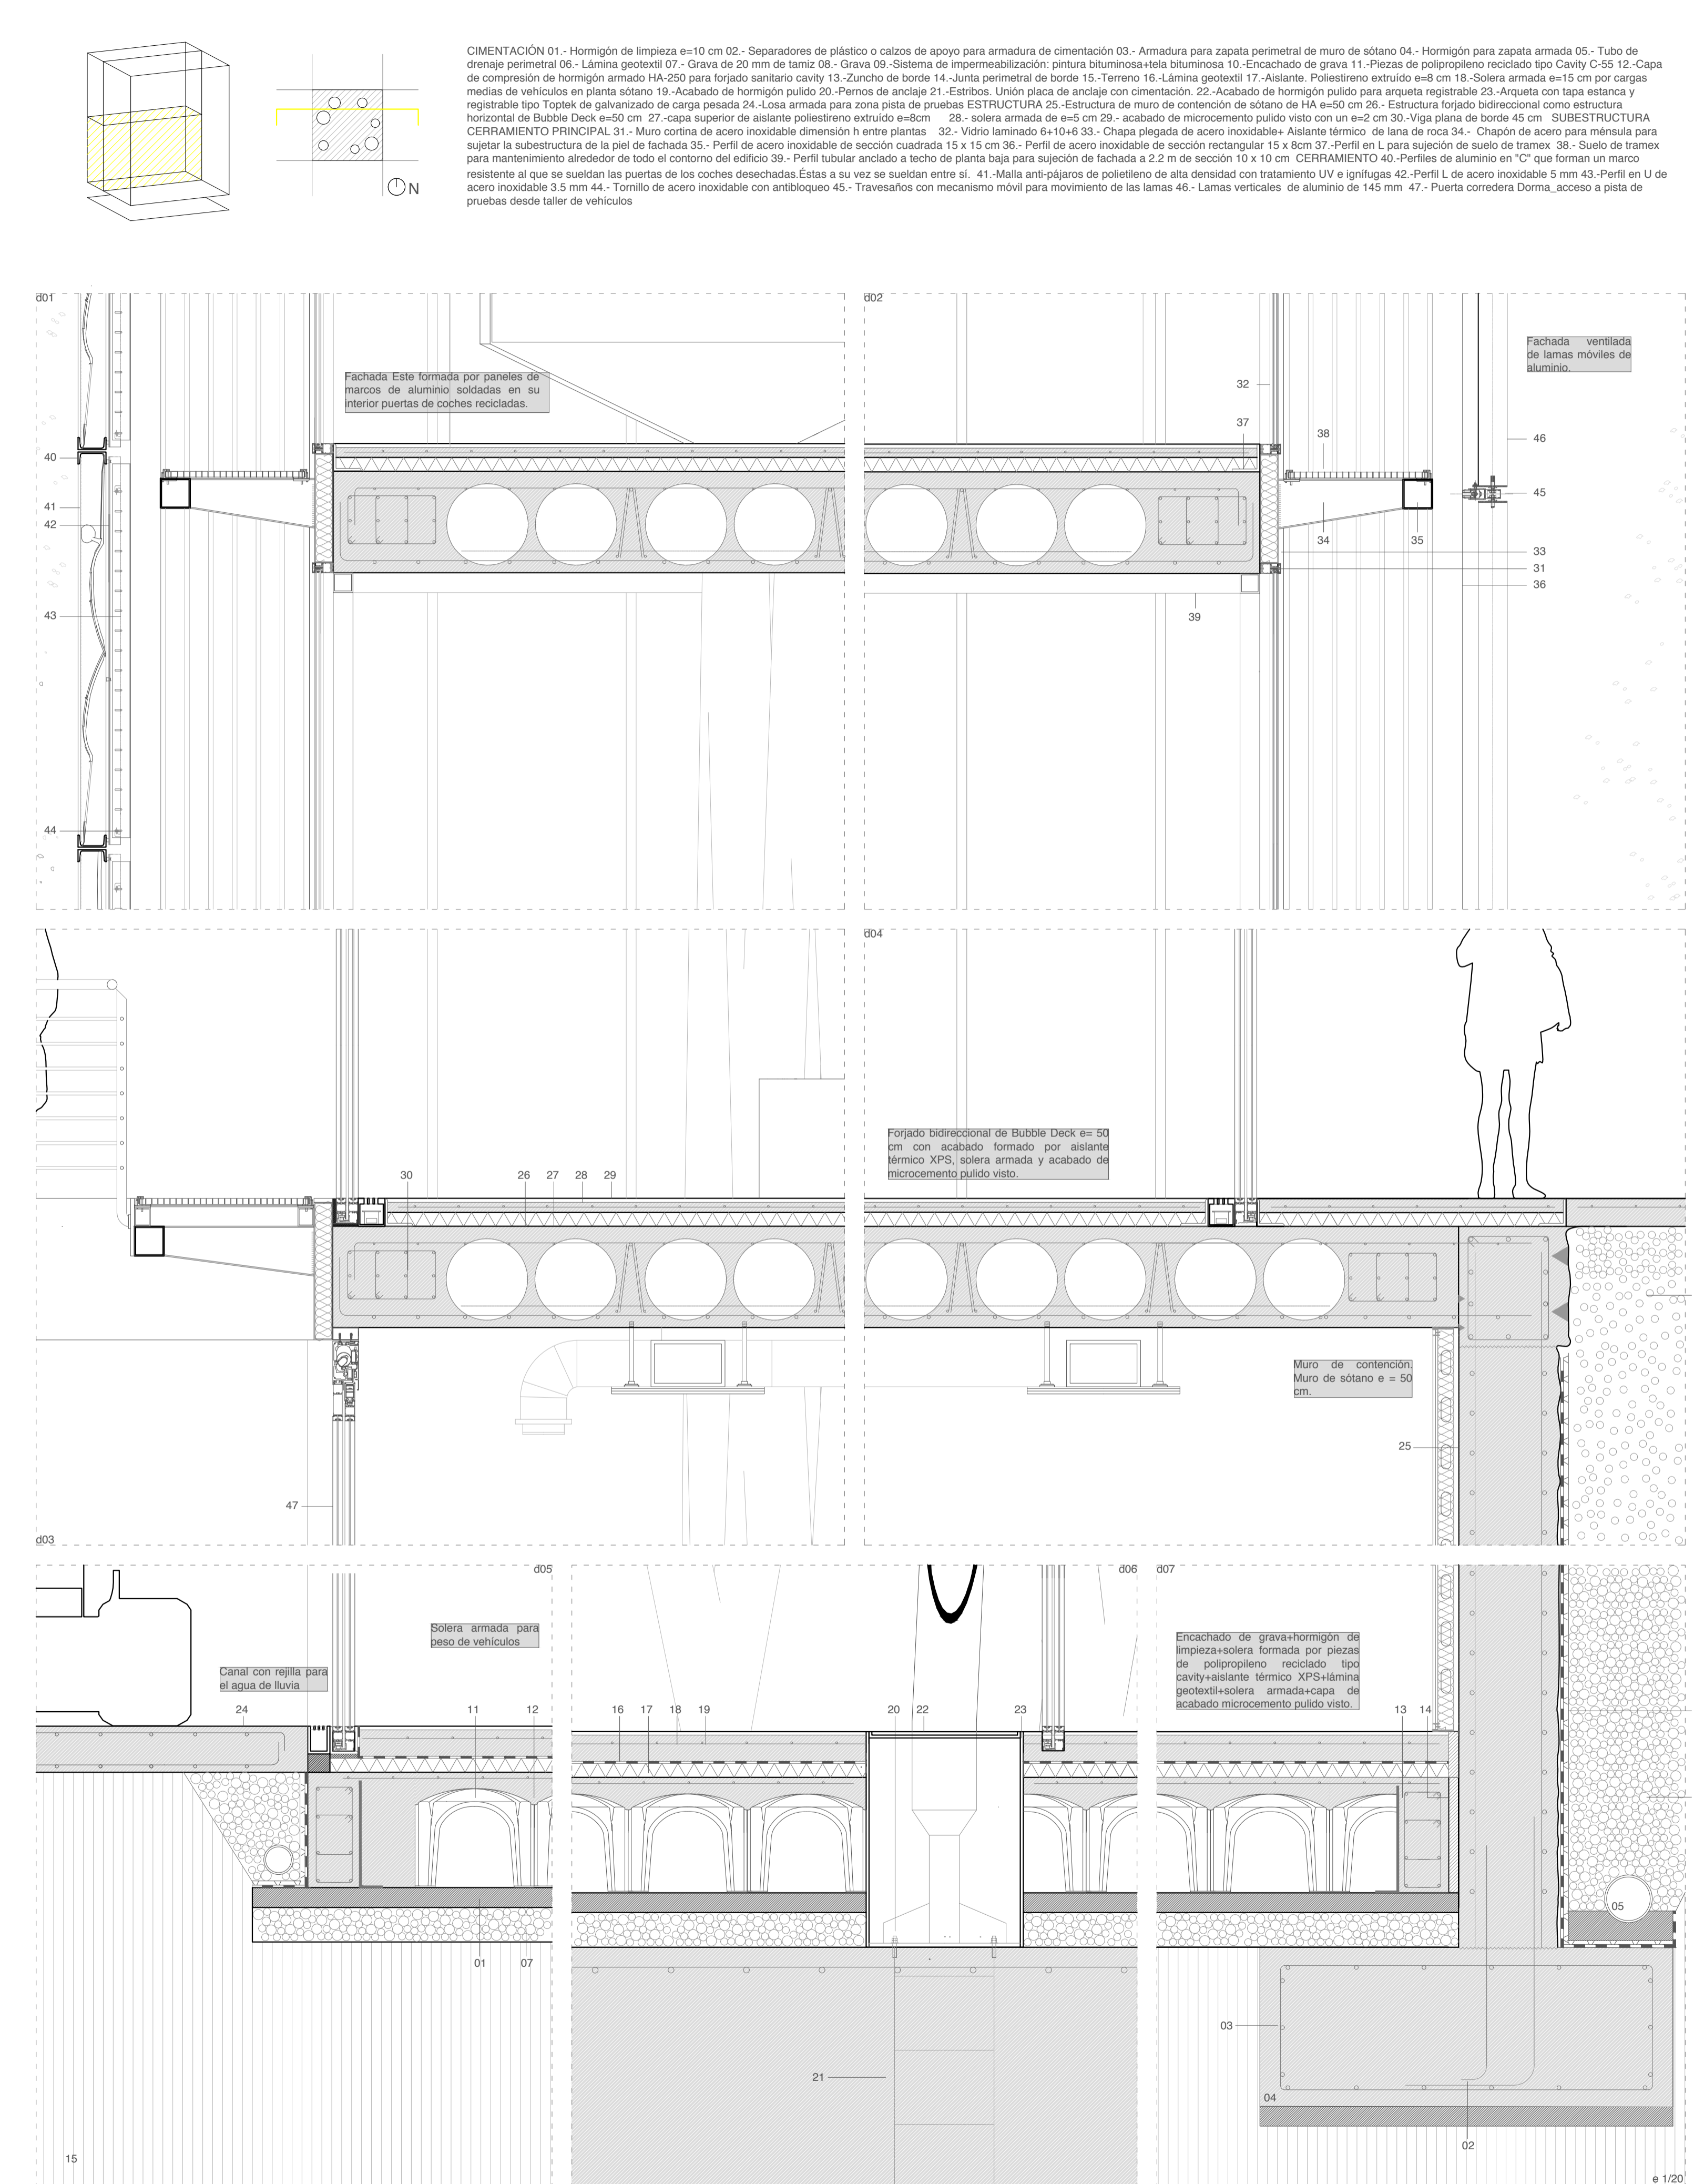 CIMENTACIÓN 01.- Hormigón de limpieza e=10 cm 02.- Separadores de plástico o calzos de apoyo para armadura de cimentación 03.- Armadura para zapata perimetral de muro de sótano 04.- Hormigón para zapata armada 05.- Tubo de
drenaje perimetral 06.- Lámina geotextil 07.- Grava de 20 mm de tamiz 08.- Grava 09.-Sistema de impermeabilización: pintura bituminosa+tela bituminosa 10.-Encachado de grava 11.-Piezas de polipropileno reciclado tipo Cavity C-55 12.-Capa
de compresión de hormigón armado HA-250 para forjado sanitario cavity 13.-Zuncho de borde 14.-Junta perimetral de borde 15.-Terreno 16.-Lámina geotextil 17.-Aislante. Poliestireno extruído e=8 cm 18.-Solera armada e=15 cm por cargas
medias de vehículos en planta sótano 19.-Acabado de hormigón pulido 20.-Pernos de anclaje 21.-Estribos. Unión placa de anclaje con cimentación. 22.-Acabado de hormigón pulido para arqueta registrable 23.-Arqueta con tapa estanca y
registrable tipo Toptek de galvanizado de carga pesada 24.-Losa armada para zona pista de pruebas ESTRUCTURA 25.-Estructura de muro de contención de sótano de HA e=50 cm 26.- Estructura forjado bidireccional como estructura
horizontal de Bubble Deck e=50 cm 27.-capa superior de aislante poliestireno extruído e=8cm 28.- solera armada de e=5 cm 29.- acabado de microcemento pulido visto con un e=2 cm 30.-Viga plana de borde 45 cm SUBESTRUCTURA
CERRAMIENTO PRINCIPAL 31.- Muro cortina de acero inoxidable dimensión h entre plantas 32.- Vidrio laminado 6+10+6 33.- Chapa plegada de acero inoxidable+ Aislante térmico de lana de roca 34.- Chapón de acero para ménsula para
sujetar la subestructura de la piel de fachada 35.- Perfil de acero inoxidable de sección cuadrada 15 x 15 cm 36.- Perfil de acero inoxidable de sección rectangular 15 x 8cm 37.-Perfil en L para sujeción de suelo de tramex 38.- Suelo de tramex
para mantenimiento alrededor de todo el contorno del edificio 39.- Perfil tubular anclado a techo de planta baja para sujeción de fachada a 2.2 m de sección 10 x 10 cm CERRAMIENTO 40.-Perfiles de aluminio en "C" que forman un marco
resistente al que se sueldan las puertas de los coches desechadas.Éstas a su vez se sueldan entre sí. 41.-Malla anti-pájaros de polietileno de alta densidad con tratamiento UV e ignífugas 42.-Perfil L de acero inoxidable 5 mm 43.-Perfil en U de
acero inoxidable 3.5 mm 44.- Tornillo de acero inoxidable con antibloqueo 45.- Travesaños con mecanismo móvil para movimiento de las lamas 46.- Lamas verticales de aluminio de 145 mm 47.- Puerta corredera Dorma_acceso a pista de
pruebas desde taller de vehículos
N
d01
Fachada Este formada por paneles de
marcos de aluminio soldadas en su
interior puertas de coches recicladas.
40
41
42
43
44
d02
Fachada ventilada
de lamas móviles de
aluminio.
32
37
38
46
45
34
35
33
31
36
39
30
26
27
28
29
47
d03
d04
Forjado bidireccional de Bubble Deck e= 50
cm con acabado formado por aislante
térmico XPS, solera armada y acabado de
microcemento pulido visto.
Muro de contención.
Muro de sótano e = 50
cm.
25
d05
Solera armada para
peso de vehículos
Canal con rejilla para
el agua de lluvia
24
11
12
01
07
15
d06
16
17
18
19
20
22
23
21
d07
Encachado de grava+hormigón de
limpieza+solera formada por piezas
de polipropileno reciclado tipo
cavity+aislante térmico XPS+lámina
geotextil+solera armada+capa de
acabado microcemento pulido visto.
13
14
05
03
04
02
e 1/20